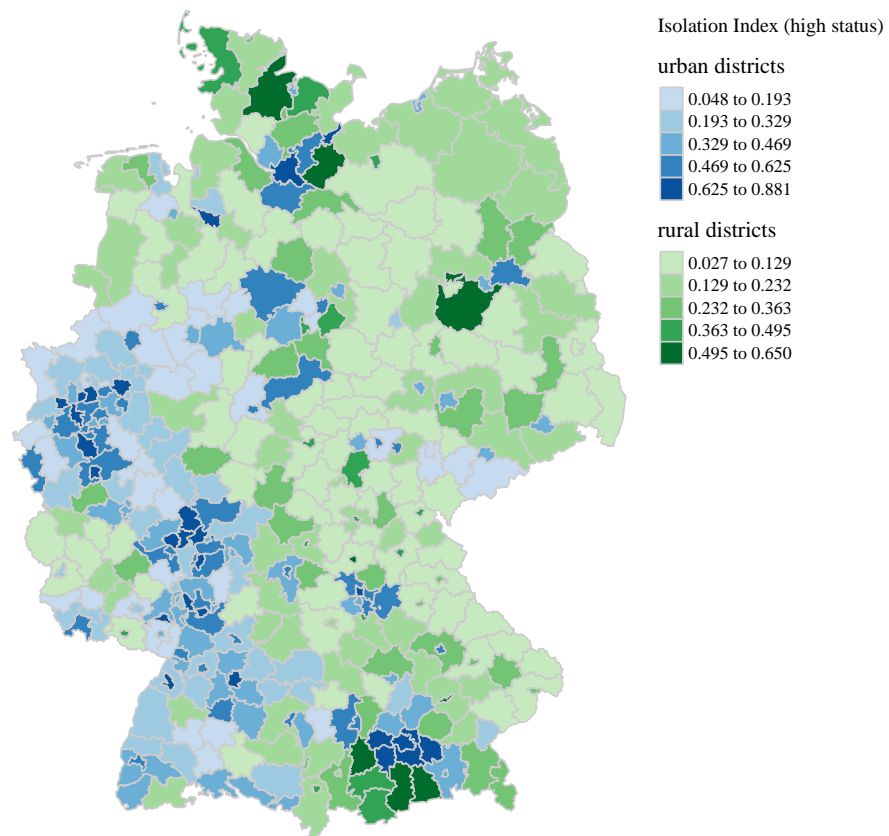 Isolation Index (high status)
urban districts
0.048 to 0.193
0.193 to 0.329
0.329 to 0.469
0.469 to 0.625
0.625 to 0.881
rural districts
0.027 to 0.129
0.129 to 0.232
0.232 to 0.363
0.363 to 0.495
0.495 to 0.650